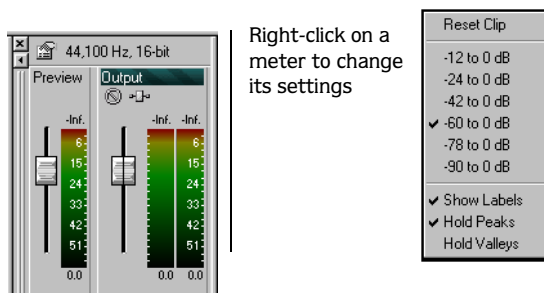 44,100 Hz, 16-bit
Preview
Output
-Inf.
-Inf. -Inf.
6 6
15 15
24 24
33 33
42 42
51 51
0.0
0.0 0.0
Right-click on a
meter to change
its settings
Reset Clip
-12 to 0 dB
-24 to 0 dB
-42 to 0 dB
-60 to 0 dB
-78 to 0 dB
-90 to 0 dB
Show Labels
Hold Peaks
Hold Valleys